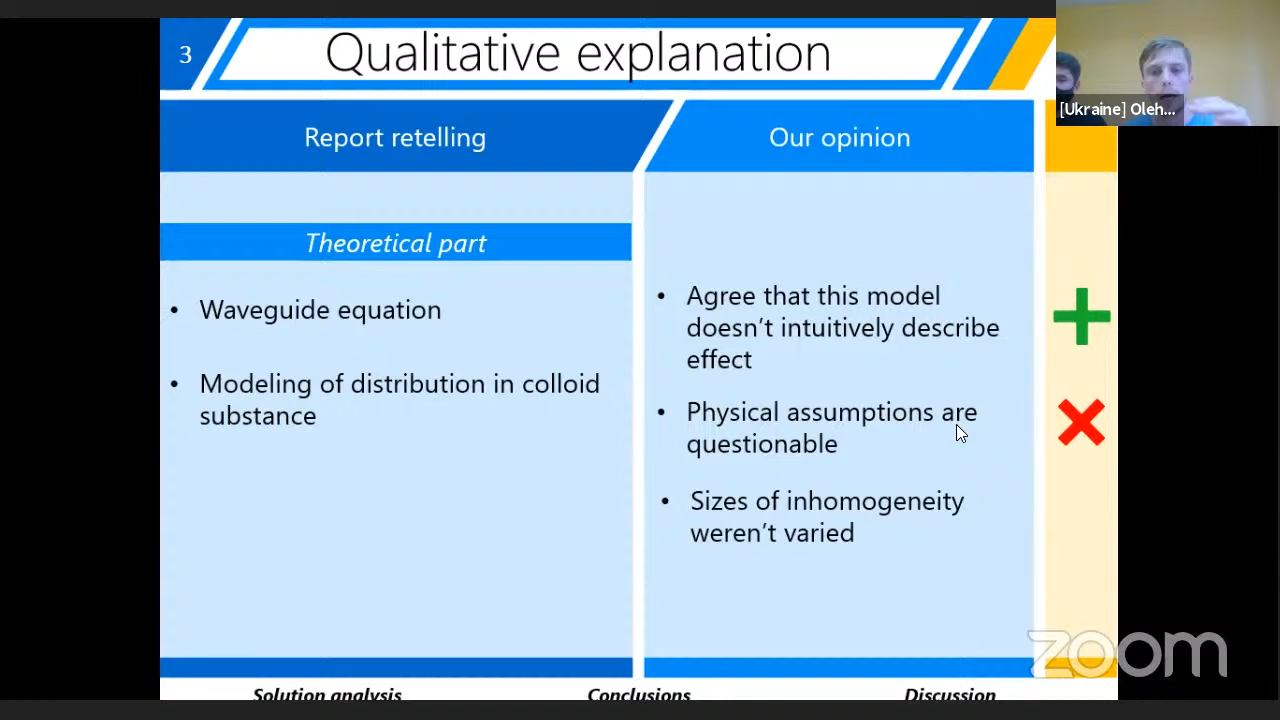 3
Qualitative explanation
[Ukraine] Oleh...
Report retelling
Our opinion
Theoretical part
• Waveguide equation
• Modeling of distribution in colloid
substance
• Agree that this model
doesn't intuitively describe
effect
• Physical assumptions are
questionable
• Sizes of inhomogeneity
weren't varied
zoom
Solution analysis
Conclusions
Discussion